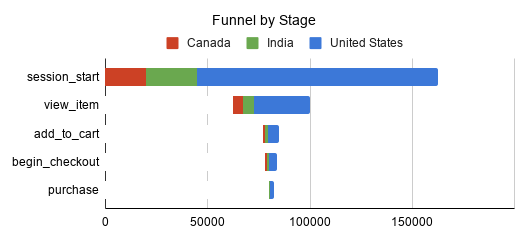 Funnel by Stage
Canada India United States
session_start
view_item
add_to_cart
begin_checkout
purchase
0 50000 100000 150000